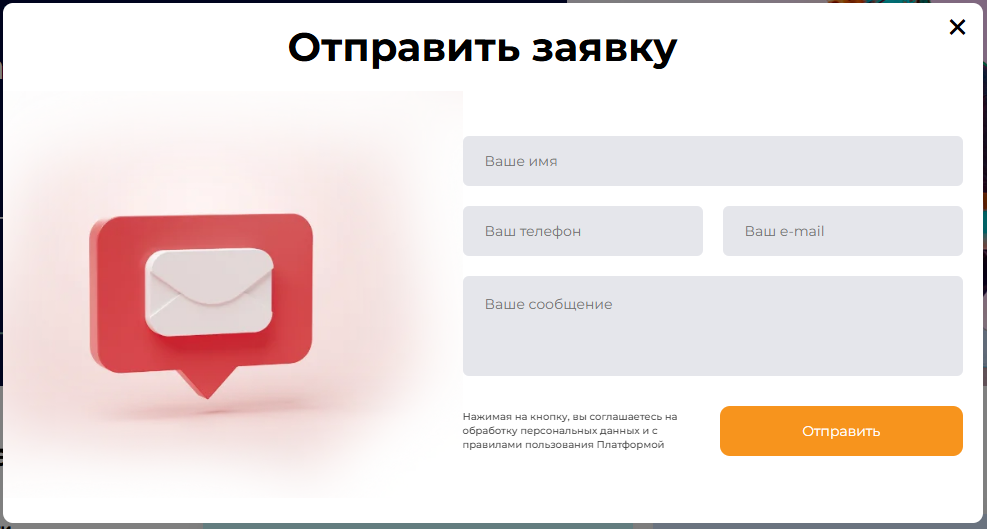 Отправить заявку
Ваше имя
Ваш телефон
Ваш e-mail
Ваше сообщение
Нажимая на кнопку, вы соглашаетесь на
обработку персональных данных и с
правилами пользования Платформой
Отправить